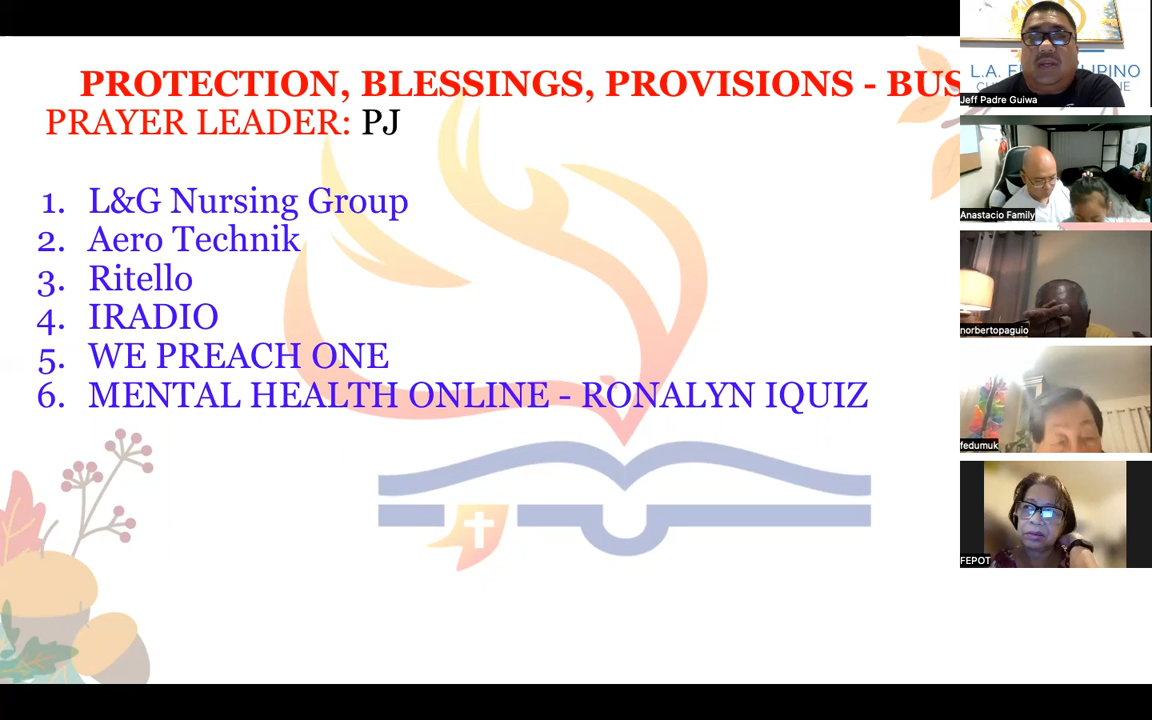 PROTECTION, BLESSINGS, PROVISIONS - BUS
PRAYER LEADER: PJ
1. L&G Nursing Group
2. Aero Technik
3. Ritello
4. IRADIO
5. WE PREACH ONE
6. MENTAL HEALTH ONLINE - RONALYN IQUIZ
Jeff Padre Guiwa
Anastacio Family
norbertopaguio
fedumuk
FEPOT